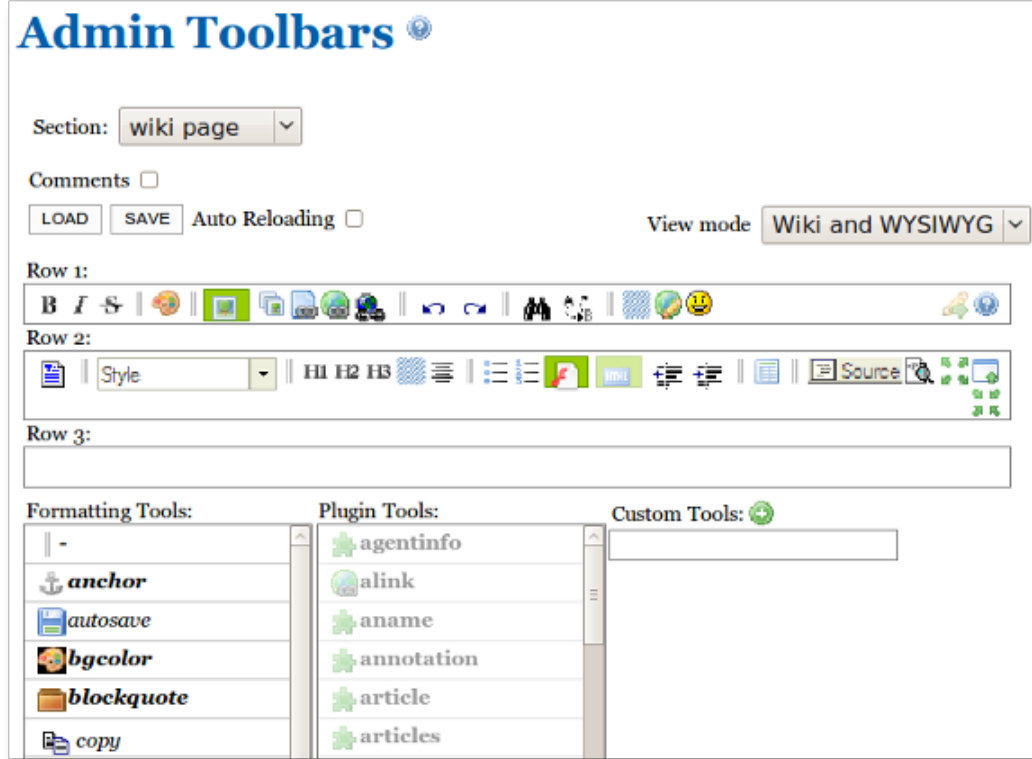 Admin Toolbars
Section: wiki page
Comments
LOAD SAVE Auto Reloading View mode Wiki and WYSIWYG
Row 1:
B I S
Row 2:
Style H1 H2 H3 HTML Source
Row 3:
Formatting Tools: Plugin Tools: Custom Tools:
- agentinfo
anchor alink
autosave aname
bgcolor annotation
blockquote article
copy articles